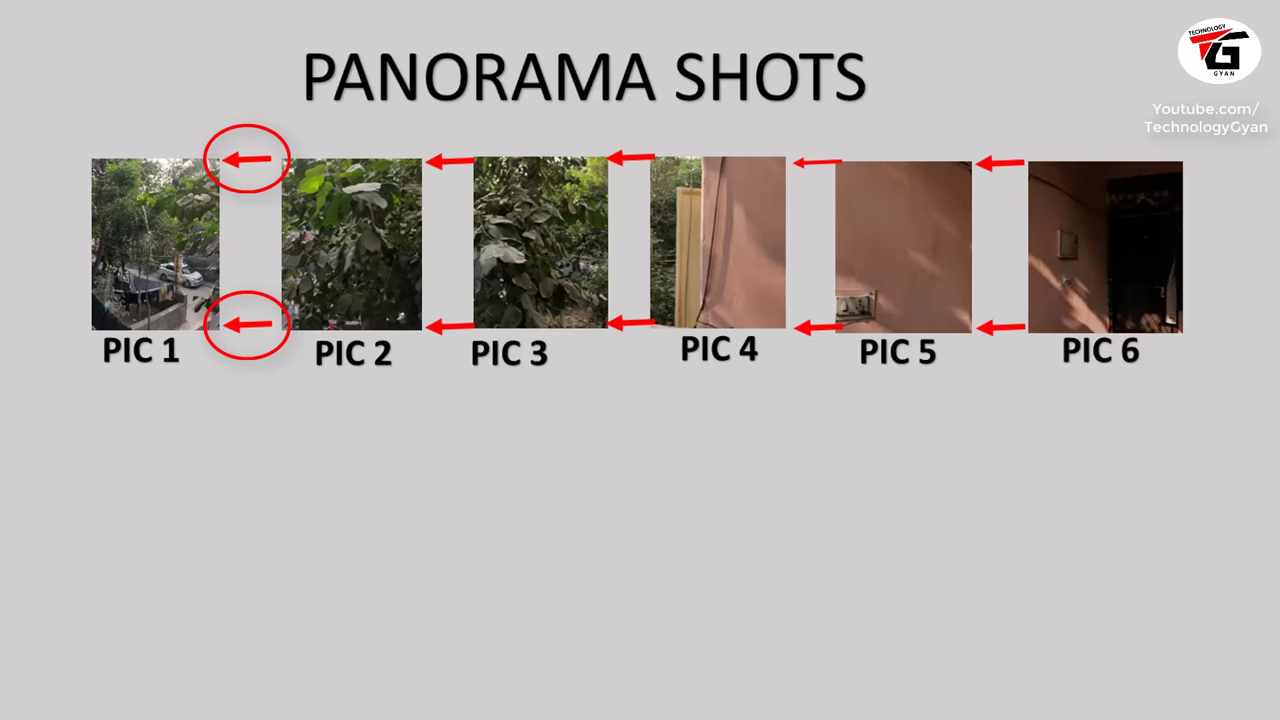 PANORAMA SHOTS
TECHNOLOGY
TG
GYAN
Youtube.com/
TechnologyGyan
PIC 1
PIC 2
PIC 3
PIC 4
PIC 5
PIC 6